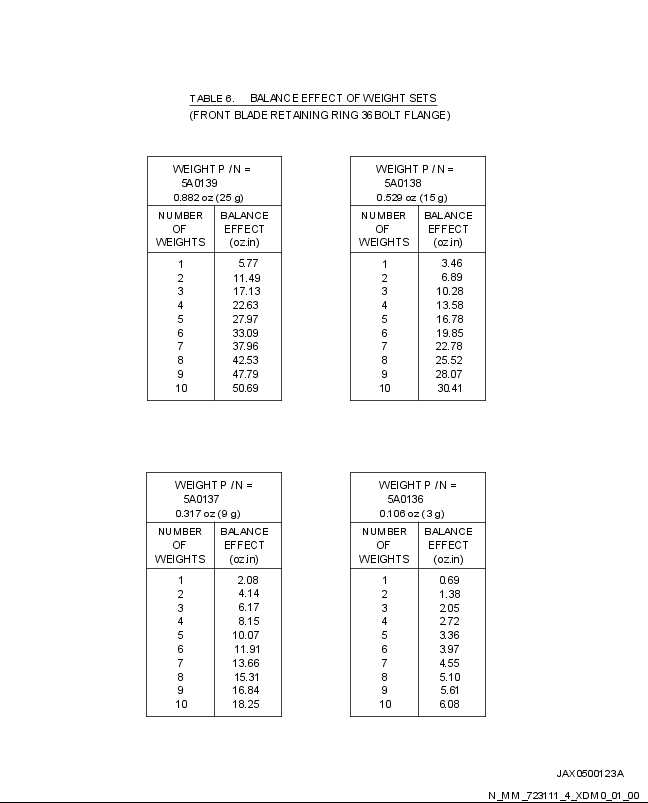 TABLE 6. BALANCE EFFECT OF WEIGHT SETS
(FRONT BLADE RETAINING RING 36 BOLT FLANGE)
WEIGHT P / N =
5A0139
0.882 oz (25 g)
NUMBER OF WEIGHTS BALANCE EFFECT (oz.in)
1 5.77
2 11.49
3 17.13
4 22.63
5 27.97
6 33.09
7 37.96
8 42.53
9 47.79
10 50.69
WEIGHT P / N =
5A0138
0.529 oz (15 g)
NUMBER OF WEIGHTS BALANCE EFFECT (oz.in)
1 3.46
2 6.89
3 10.28
4 13.58
5 16.78
6 19.85
7 22.78
8 25.52
9 28.07
10 30.41
WEIGHT P / N =
5A0137
0.317 oz (9 g)
NUMBER OF WEIGHTS BALANCE EFFECT (oz.in)
1 2.08
2 4.14
3 6.17
4 8.15
5 10.07
6 11.91
7 13.66
8 15.31
9 16.84
10 18.25
WEIGHT P / N =
5A0136
0.106 oz (3 g)
NUMBER OF WEIGHTS BALANCE EFFECT (oz.in)
1 0.69
2 1.38
3 2.05
4 2.72
5 3.36
6 3.97
7 4.55
8 5.10
9 5.61
10 6.08
JAX0500123A
N_MM_723111_4_XDM0_01_00